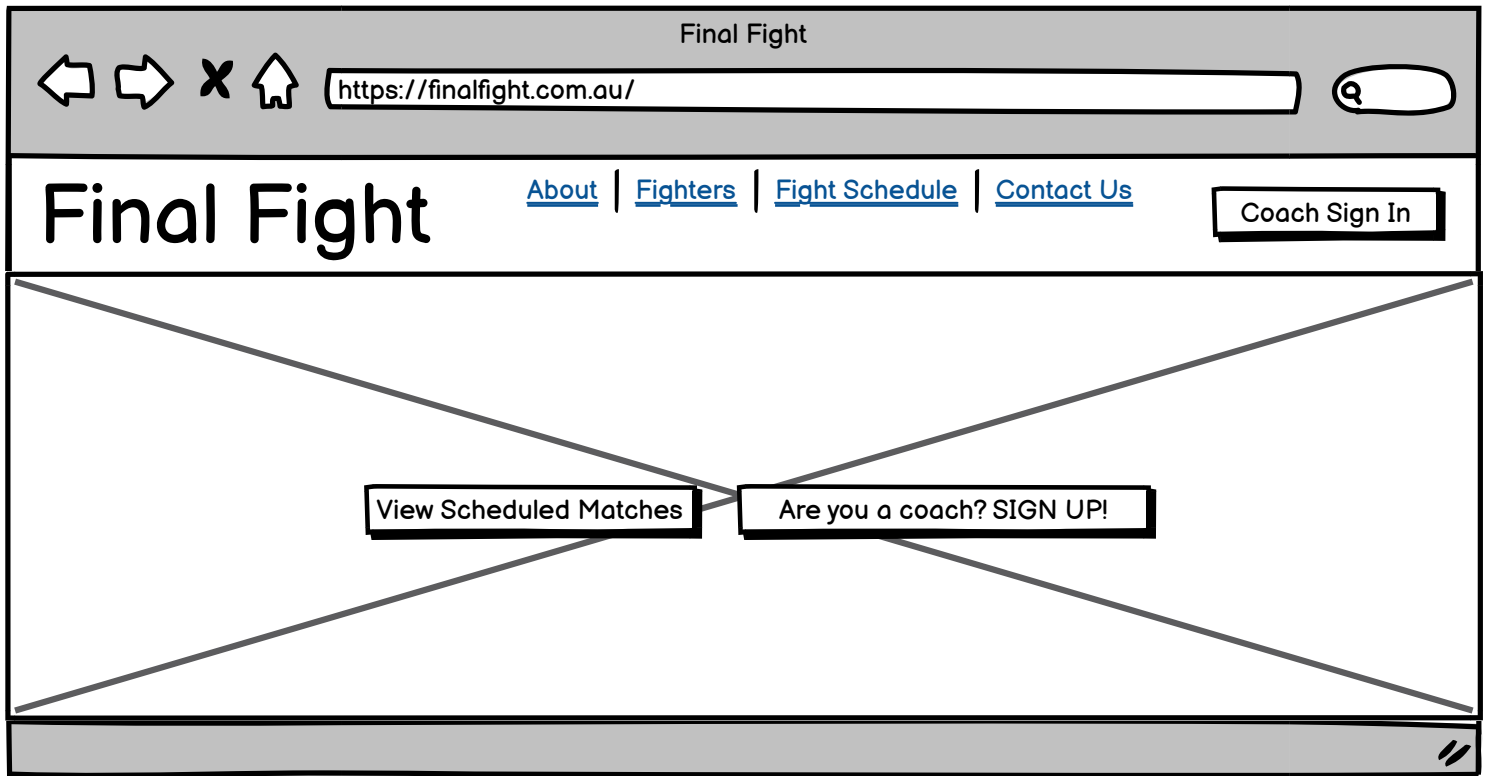 Final Fight
https://finalfight.com.au/
Final Fight
About | Fighters | Fight Schedule | Contact Us
Coach Sign In
View Scheduled Matches
Are you a coach? SIGN UP!